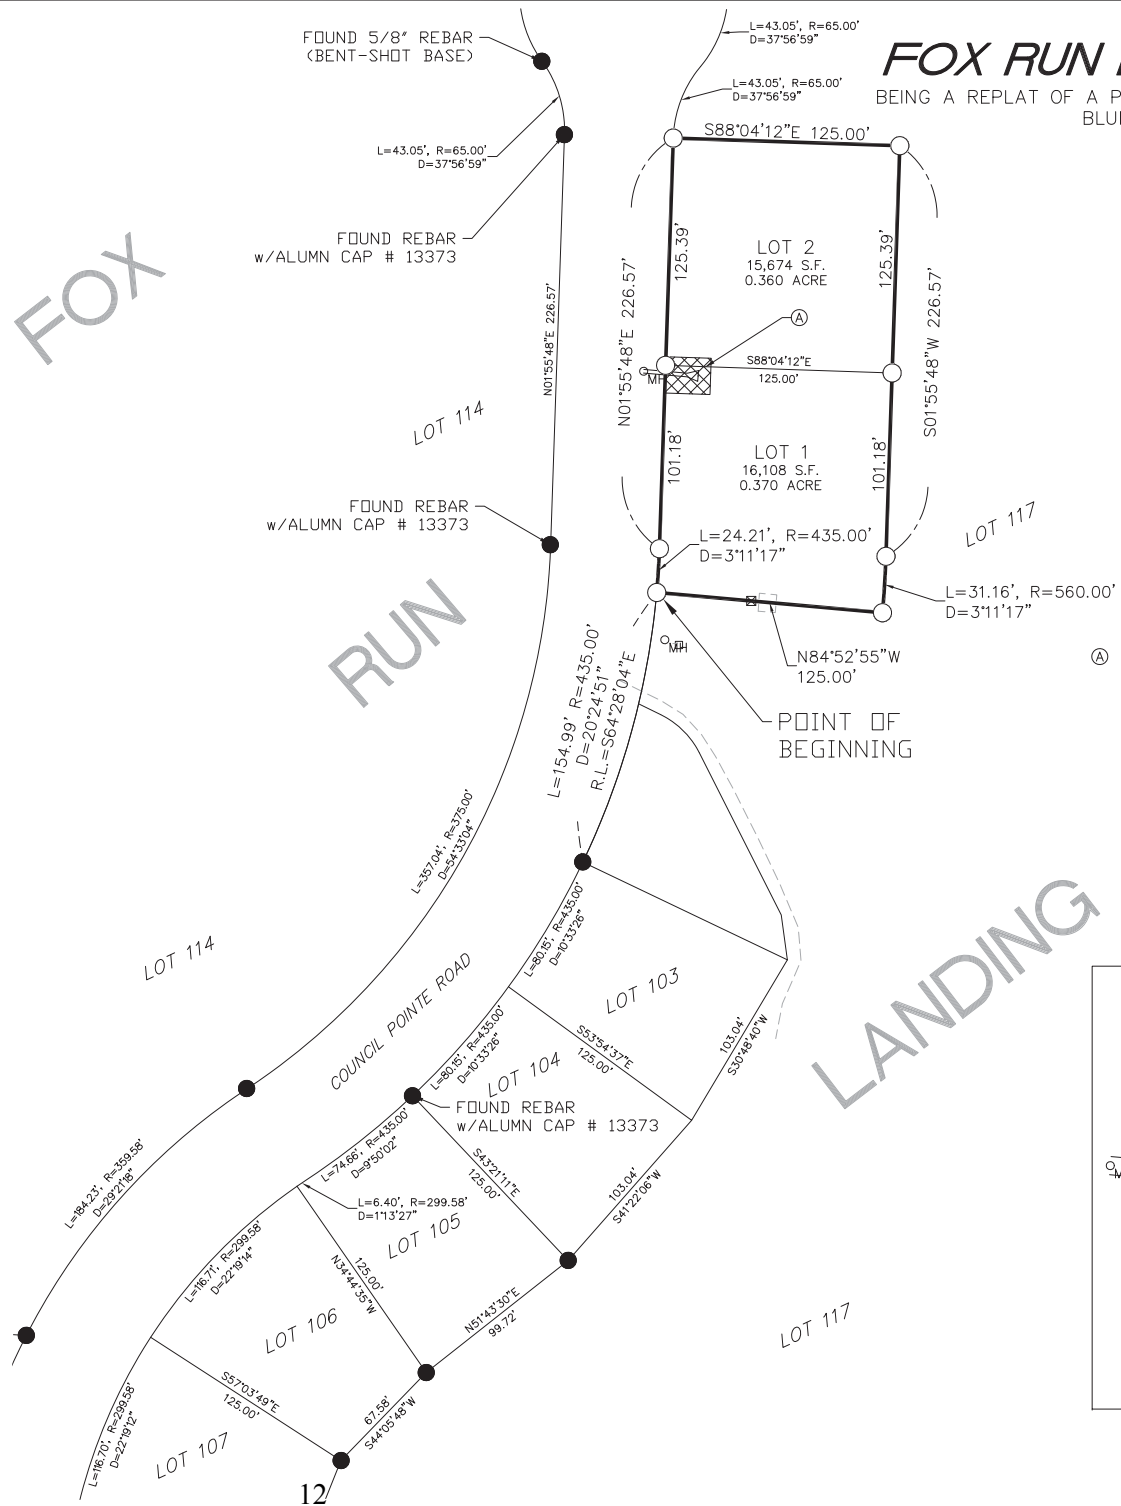 FOUND 5/8" REBAR
(BENT-SHOT BASE)
L=43.05', R=65.00'
D=37°56'59"
FOX RUN
BEING A REPLAT OF A P
BLU
L=43.05', R=65.00'
D=37°56'59"
L=43.05', R=65.00'
D=37°56'59"
S88°04'12"E 125.00'
FOUND REBAR
w/ALUMN CAP # 13373
FOX
N01°55'48"E 226.57'
N01°55'48"E 226.57'
125.39'
LOT 2
15,674 S.F.
0.360 ACRE
125.39'
S01°55'48"W 226.57'
A
MH
S88°04'12"E
125.00'
LOT 114
101.18'
LOT 1
16,108 S.F.
0.370 ACRE
101.18'
FOUND REBAR
w/ALUMN CAP # 13373
LOT 117
L=24.21', R=435.00'
D=3°11'17"
L=31.16', R=560.00'
D=3°11'17"
RUN
MH
N84°52'55"W
125.00'
A
POINT OF
BEGINNING
L=154.99' R=435.00'
D=20°24'51"
R.L.=S64°28'04"E
L=357.04', R=375.00'
D=54°33'04"
LOT 114
COUNCIL POINTE ROAD
L=80.15', R=435.00'
D=10°33'26"
LOT 103
LANDING
103.04'
S30°48'40"W
S53°54'37"E
125.00'
L=80.15', R=435.00'
D=10°33'26"
LOT 104
FOUND REBAR
w/ALUMN CAP # 13373
L=74.66', R=435.00'
D=9°50'02"
S43°21'11"E
125.00'
103.04'
S41°22'06"W
L=184.23', R=359.58'
D=29°21'18"
L=6.40', R=299.58'
D=1°13'27"
LOT 105
L=116.71', R=299.58'
D=22°19'14"
125.00'
N34°44'35"W
LOT 106
N51°43'30"E
99.72'
LOT 117
S57°03'49"E
125.00'
67.58'
S44°05'48"W
L=116.70', R=299.58'
D=22°19'12"
LOT 107
12